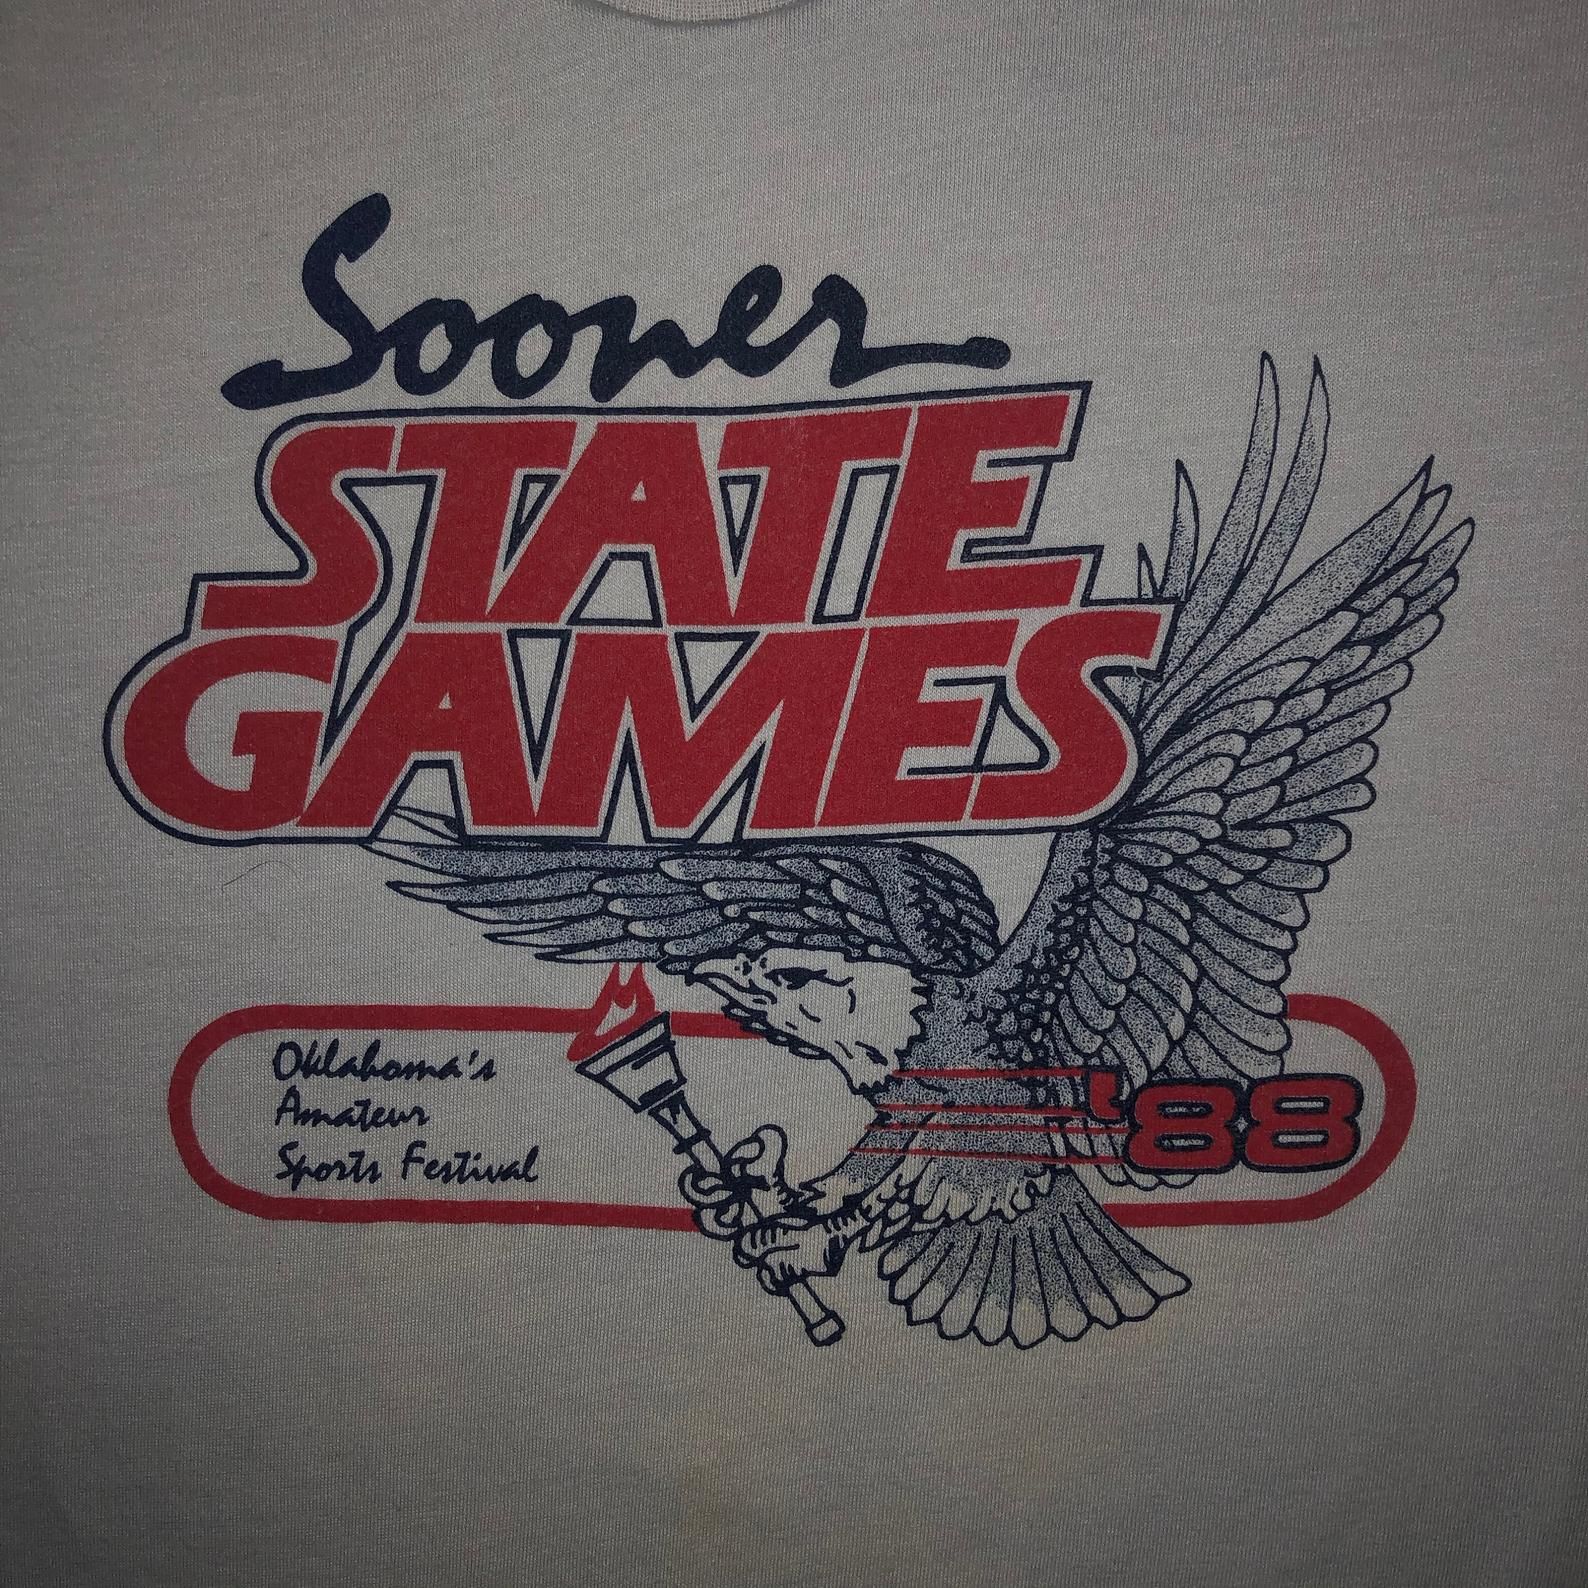 Sooner
STATE
GAMES
Oklahoma's
Amateur
Sports Festival
'88